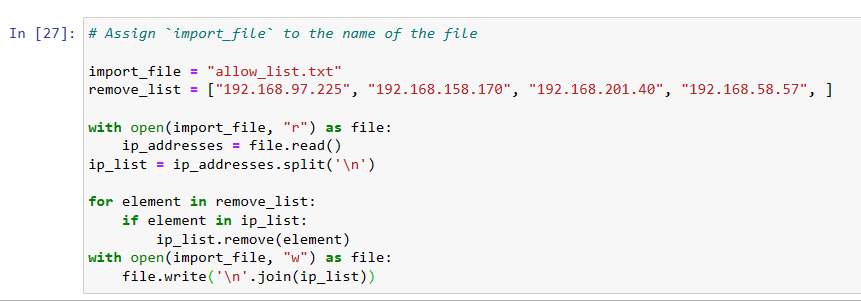 In [27]: # Assign `import_file` to the name of the file
import_file = "allow_list.txt"
remove_list = ["192.168.97.225", "192.168.158.170", "192.168.201.40", "192.168.58.57", ]
with open(import_file, "r") as file:
    ip_addresses = file.read()
ip_list = ip_addresses.split('\n')
for element in remove_list:
    if element in ip_list:
        ip_list.remove(element)
with open(import_file, "w") as file:
    file.write('\n'.join(ip_list))